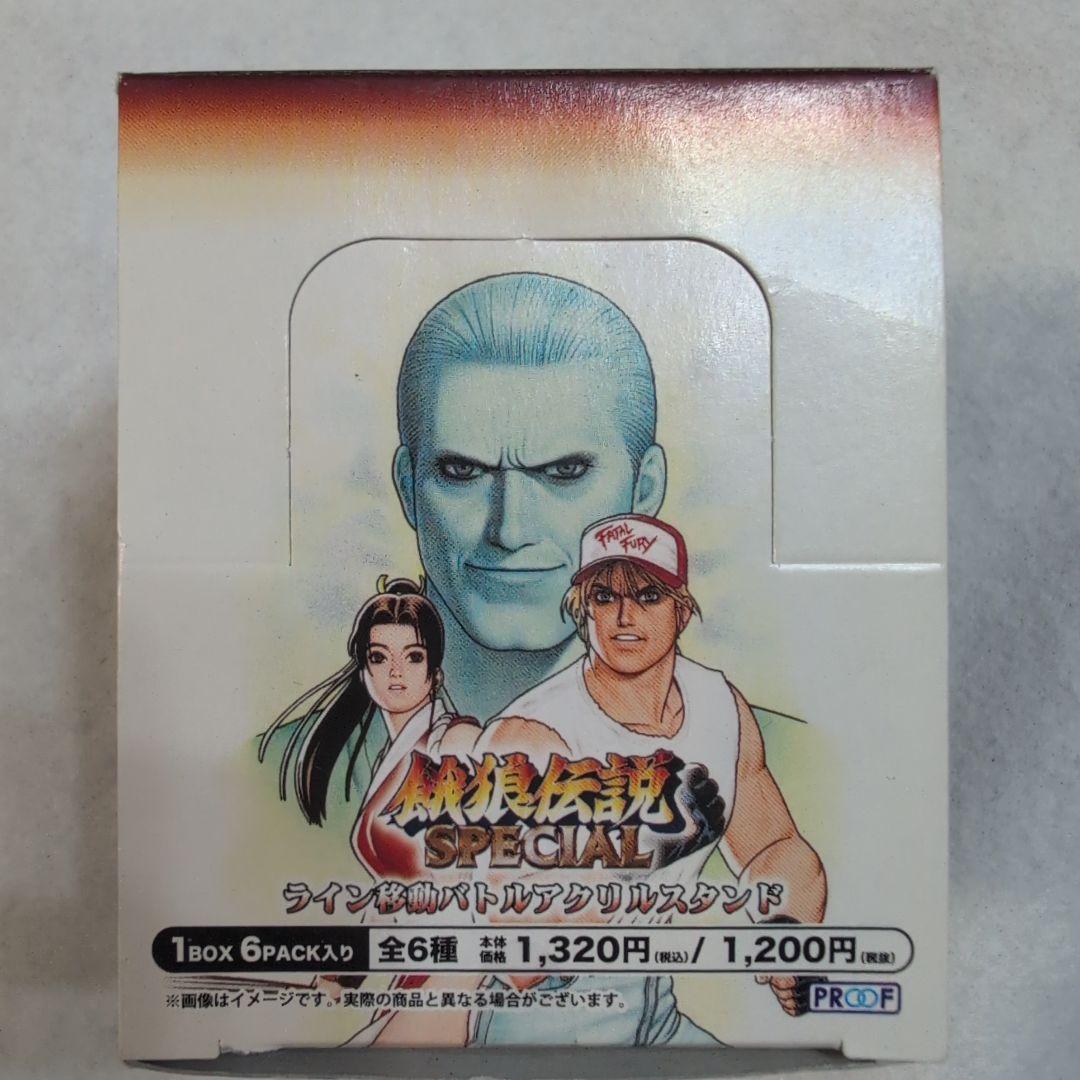 FATAL
FURY
餓狼伝説
SPECIAL
ライン移動バトルアクリルスタンド
1BOX 6PACK入り 全6種 本体価格 1,320円(税込)/ 1,200円(税抜)
※画像はイメージです。実際の商品と異なる場合がございます。
PROOF